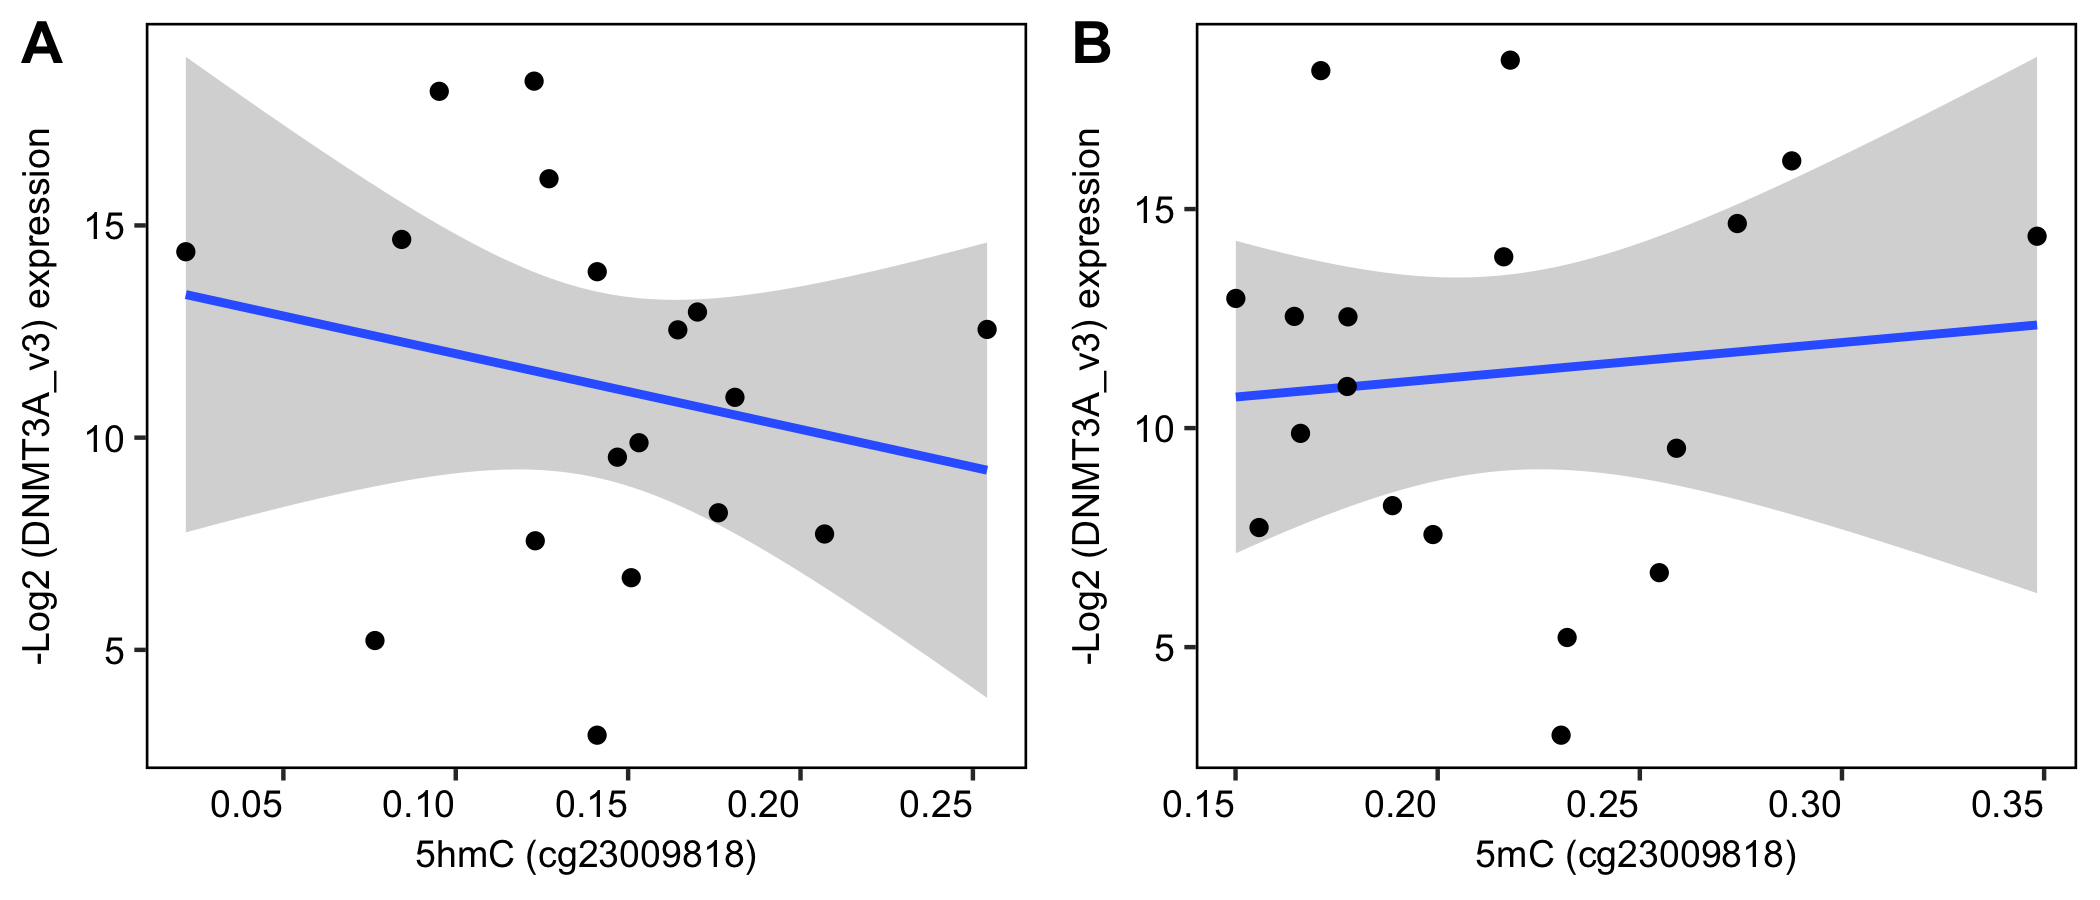 A
-Log2 (DNMT3A_v3) expression
15
10
5
0.05 0.10 0.15 0.20 0.25
5hmC (cg23009818)
B
-Log2 (DNMT3A_v3) expression
15
10
5
0.15 0.20 0.25 0.30 0.35
5mC (cg23009818)